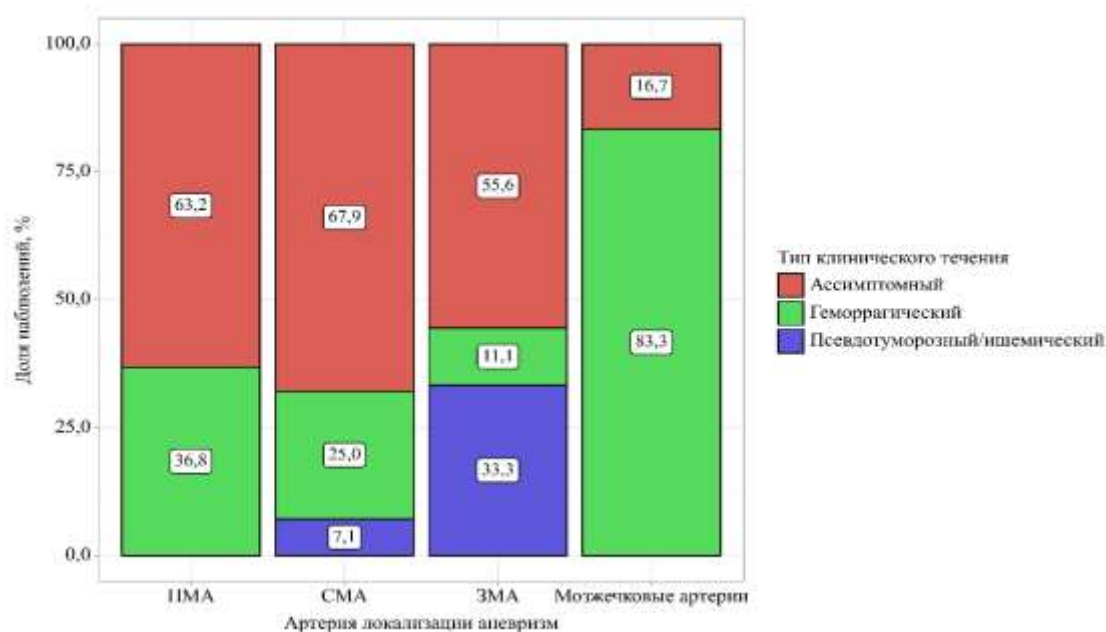 100,0
75,0
50,0
25,0
0,0
Доля наблюдений, %
63,2
36,8
67,9
25,0
7,1
55,6
11,1
33,3
16,7
83,3
ПМА
СМА
ЗМА
Мозжечковые артерии
Артерия локализации аневризм
Тип клинического течения
Ассимптомный
Геморрагический
Псевдотуморозный/ишемический